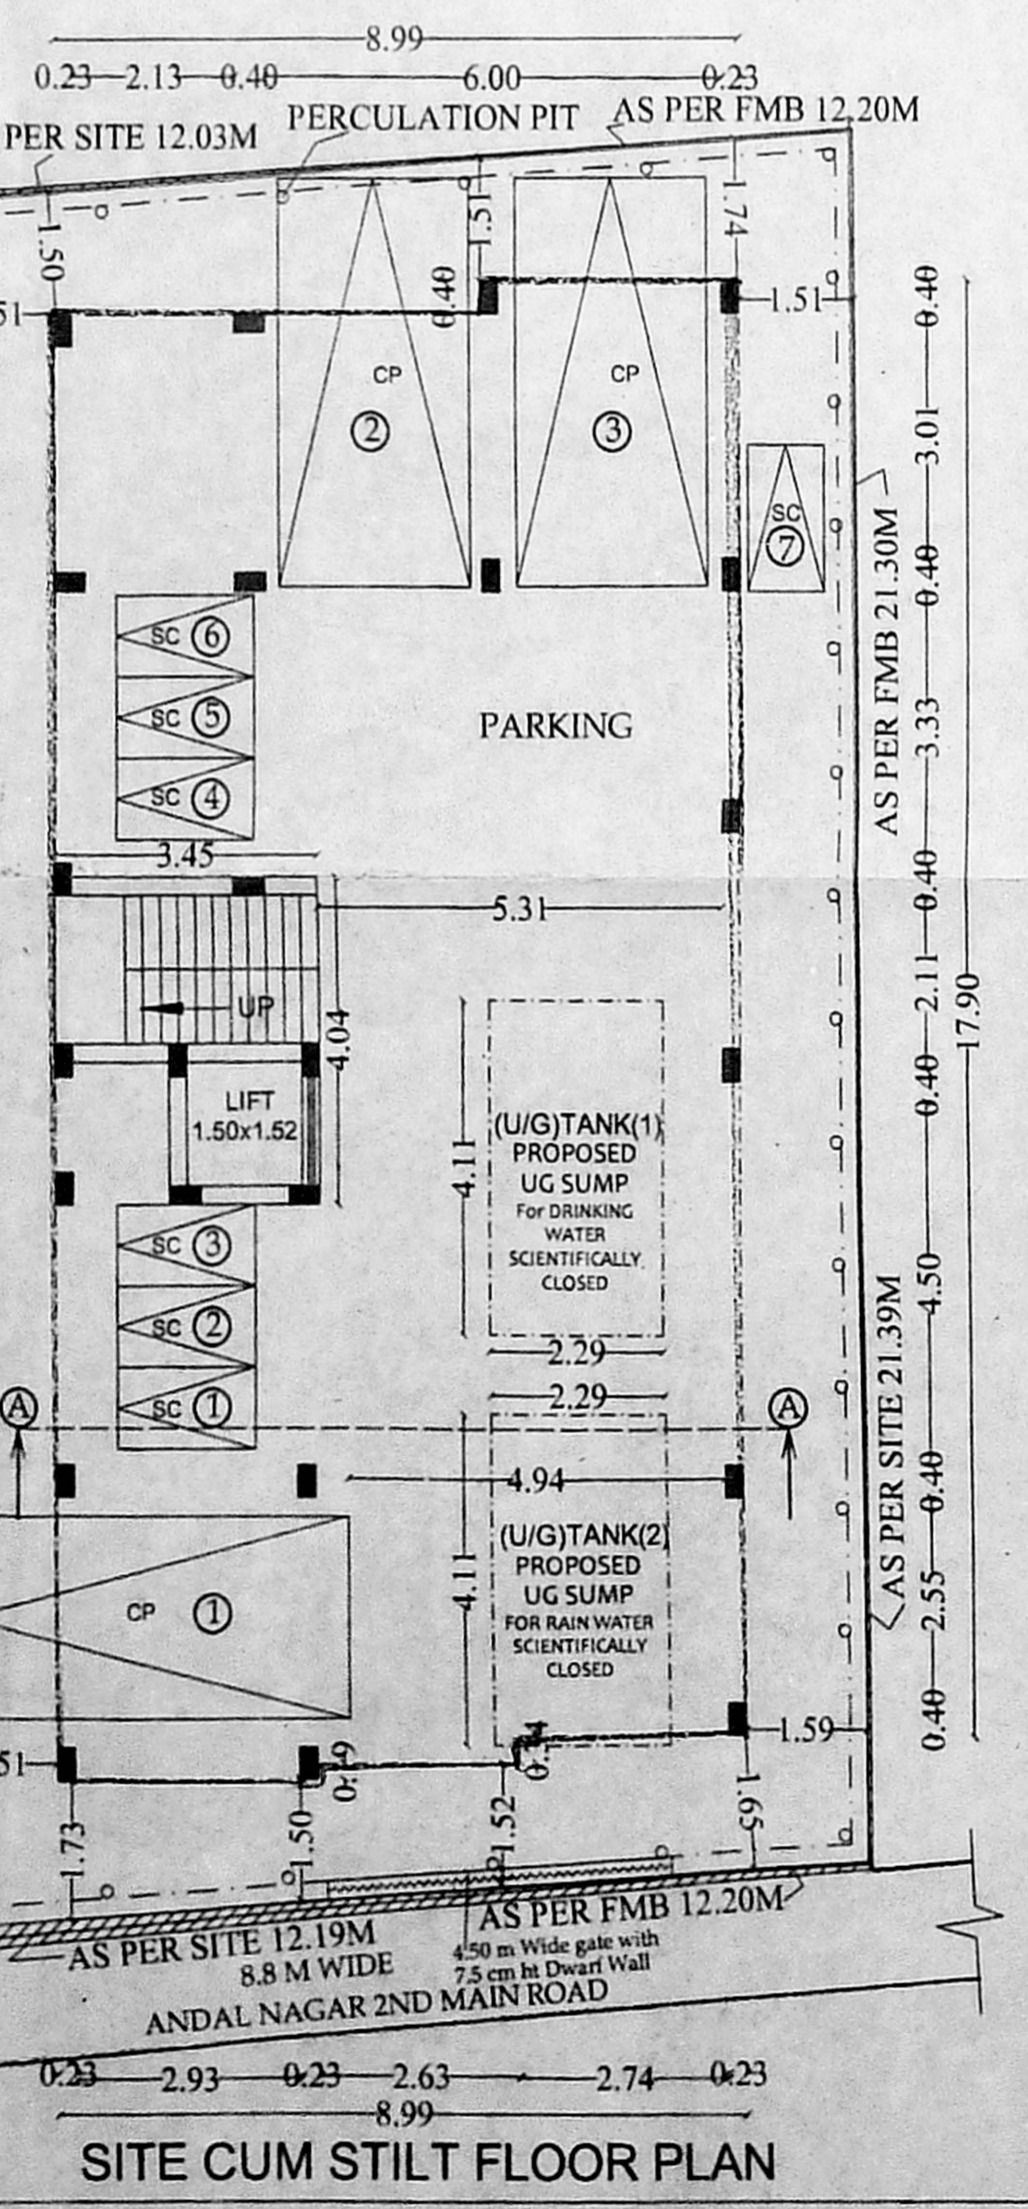 8.99
0.23 2.13 0.40 6.00 0.23
PER SITE 12.03M
PERCULATION PIT
AS PER FMB 12.20M
1.50
1.51
1.74
0.40
51
1.51
0.40
CP
2
CP
3
3.01
SC
7
AS PER FMB 21.30M
0.40
SC 6
SC 5
SC 4
PARKING
3.33
3.45
0.40
5.31
2.11
UP
4.04
17.90
0.40
LIFT
1.50x1.52
4.11
(U/G)TANK(1)
PROPOSED
UG SUMP
For DRINKING
WATER
SCIENTIFICALLY
CLOSED
2.29
SC 3
SC 2
SC 1
4.50
AS PER SITE 21.39M
2.29
A
A
4.94
0.40
4.11
(U/G)TANK(2)
PROPOSED
UG SUMP
FOR RAIN WATER
SCIENTIFICALLY
CLOSED
CP 1
2.55
0.40
1.59
51
1.73
1.50
1.52
1.65
AS PER SITE 12.19M
AS PER FMB 12.20M
8.8 M WIDE
4.50 m Wide gate with
7.5 cm ht Dwarf Wall
ANDAL NAGAR 2ND MAIN ROAD
0.23 2.93 0.23 2.63 2.74 0.23
8.99
SITE CUM STILT FLOOR PLAN